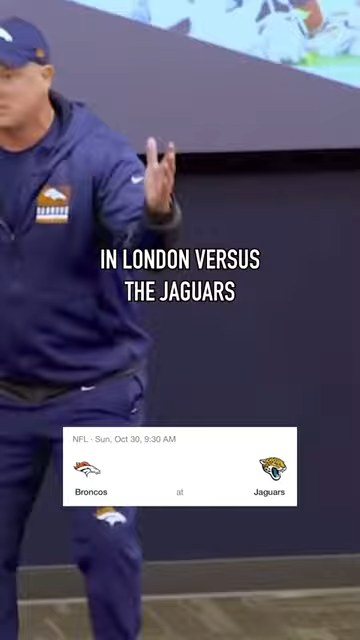 IN LONDON VERSUS
THE JAGUARS
NFL · Sun, Oct 30, 9:30 AM
Broncos at Jaguars